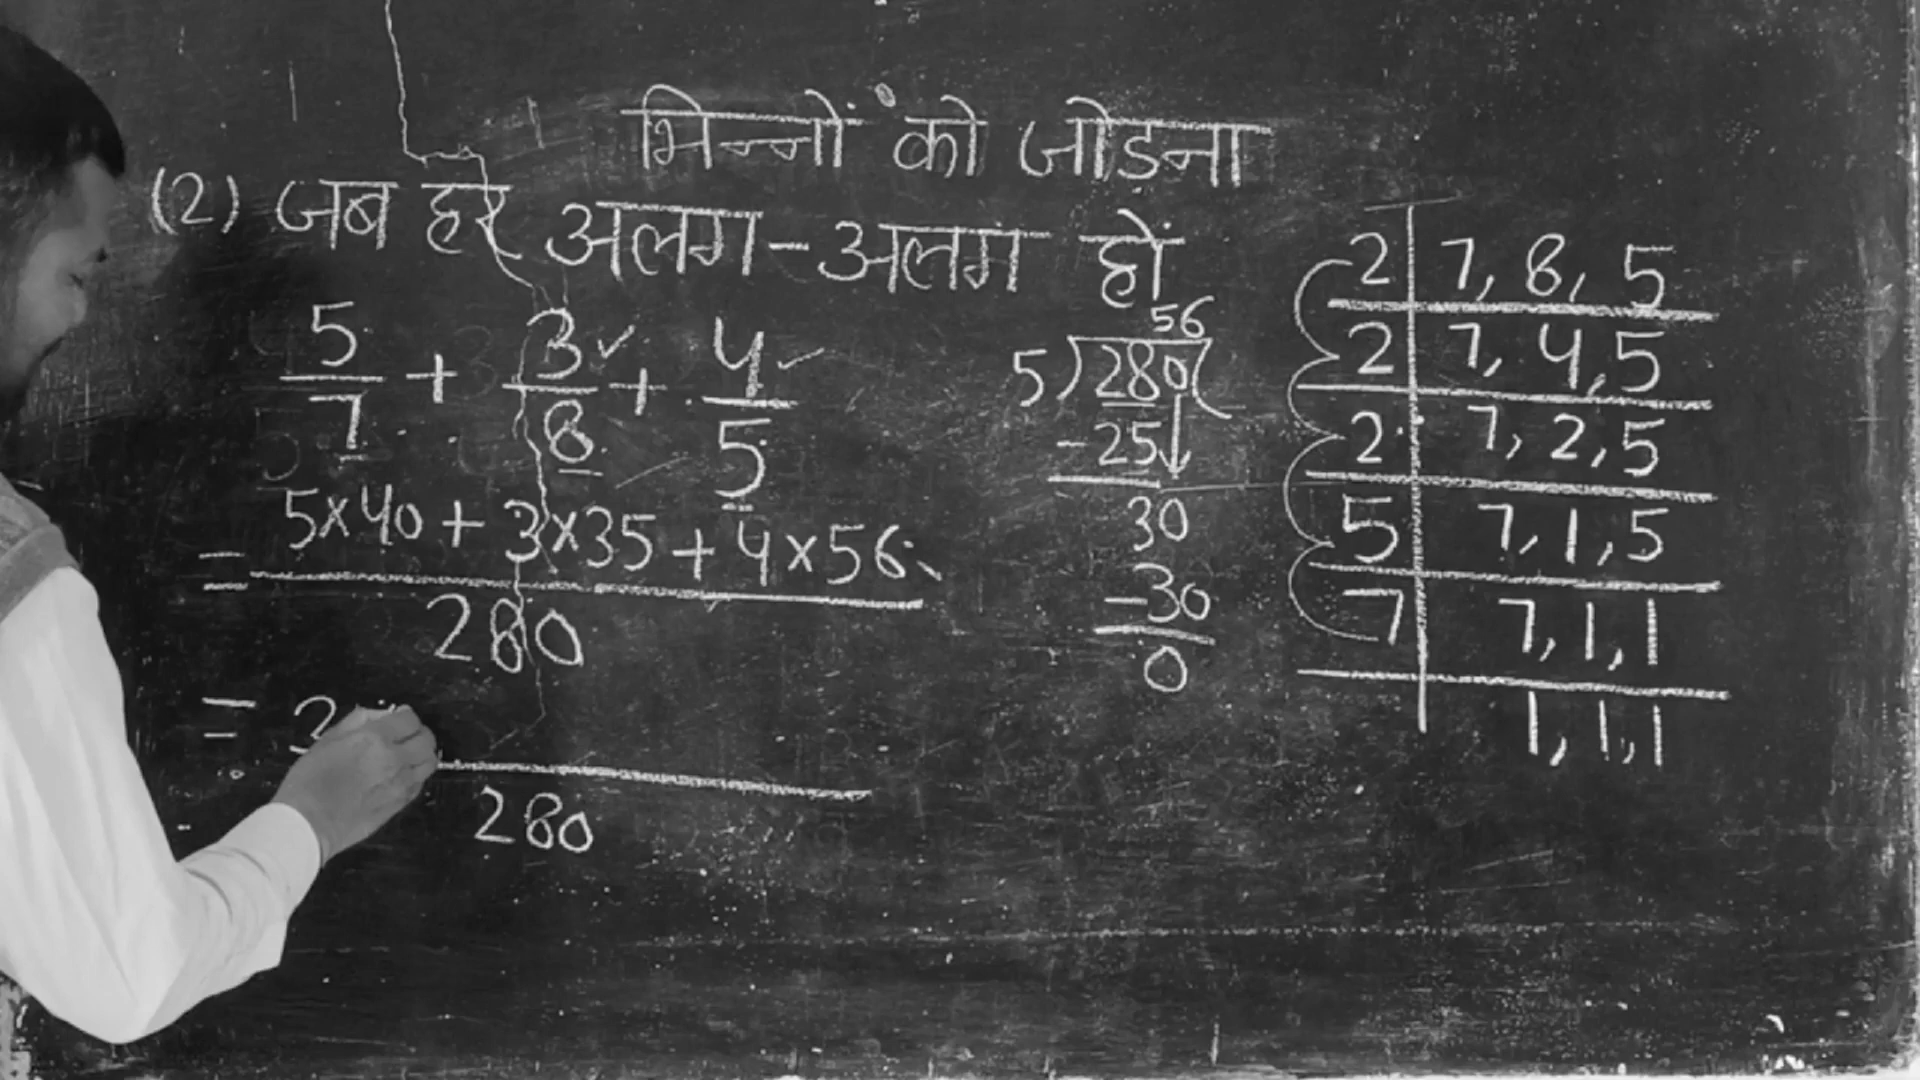 भिन्नों को जोड़ना
(2) जब हर अलग-अलग हों
5/7 + 3/8 + 4/5
= 5×40 + 3×35 + 4×56
280
=
280
56
5)280(
-25
30
-30
0
2 | 7, 8, 5
2 | 7, 4, 5
2 | 7, 2, 5
5 | 7, 1, 5
7 | 7, 1, 1
1, 1, 1